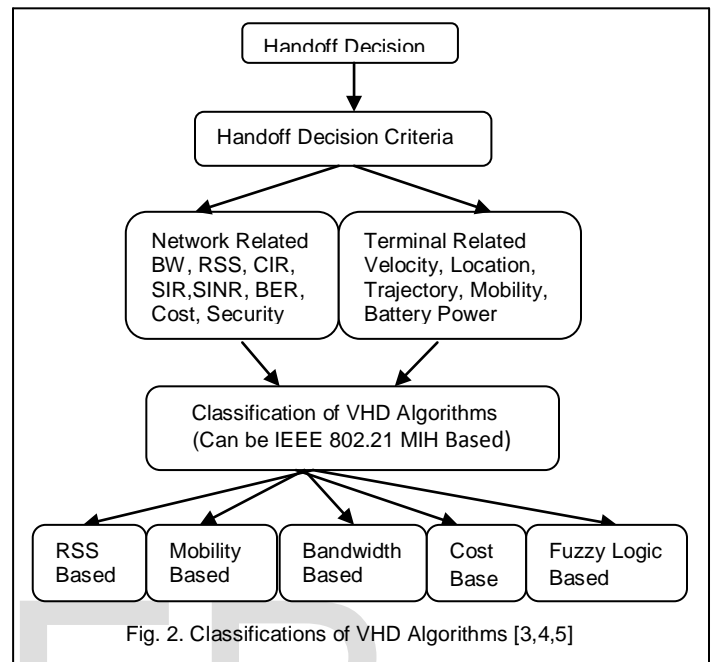 Handoff Decision
Handoff Decision Criteria
Network Related
BW, RSS, CIR,
SIR,SINR, BER,
Cost, Security
Terminal Related
Velocity, Location,
Trajectory, Mobility,
Battery Power
Classification of VHD Algorithms
(Can be IEEE 802.21 MIH Based)
RSS
Based
Mobility
Based
Bandwidth
Based
Cost
Base
Fuzzy Logic
Based
Fig. 2. Classifications of VHD Algorithms [3,4,5]